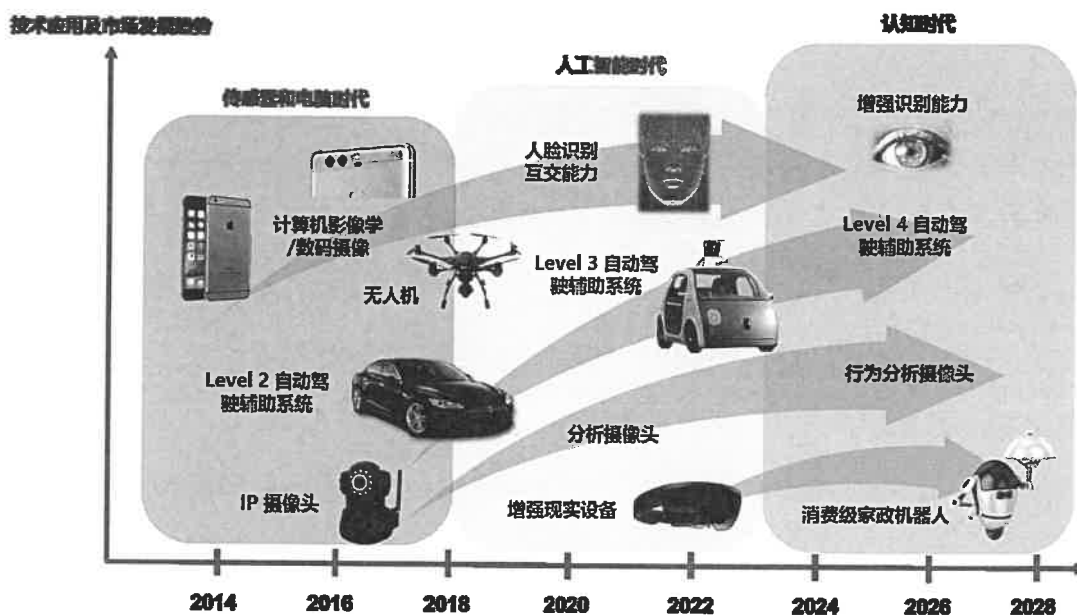 技术应用及市场发展趋势
认知时代
人工智能时代
传感器和电脑时代
增强识别能力
人脸识别
互交能力
计算机影像学
/数码摄像
Level 4 自动驾
驶辅助系统
Level 3 自动驾
驶辅助系统
无人机
Level 2 自动驾
驶辅助系统
行为分析摄像头
分析摄像头
IP 摄像头
增强现实设备
消费级家政机器人
2014
2016
2018
2020
2022
2024
2026
2028